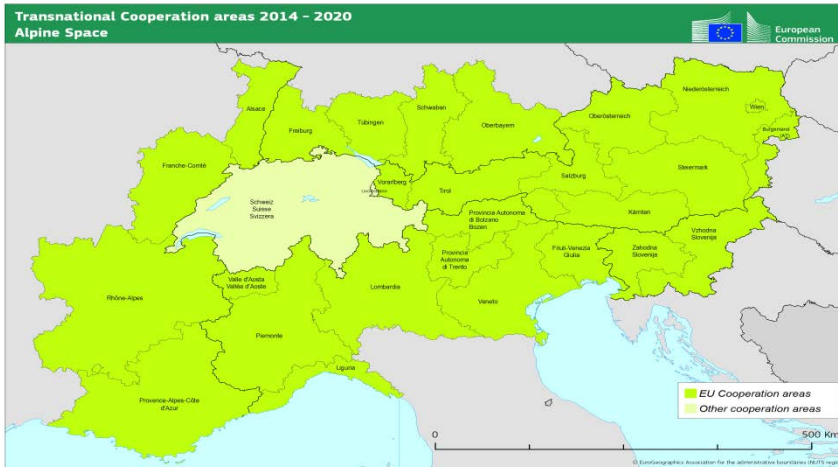 Transnational Cooperation areas 2014 – 2020
Alpine Space
European
Commission
Niederösterreich
Alsace
Wien
Schwaben
Tübingen
Oberösterreich
Freiburg
Oberbayern
Burgenland
(AT)
Franche-Comté
Steiermark
Salzburg
Vorarlberg
Tirol
Liechtenstein
Schweiz
Suisse
Svizzera
Kärnten
Provincia Autonoma
di Bolzano
Bozen
Vzhodna
Slovenija
Provincia
Autonoma
di Trento
Friuli-Venezia
Giulia
Zahodna
Slovenija
Valle d'Aosta
Vallée d'Aoste
Lombardia
Rhône-Alpes
Veneto
Piemonte
Liguria
Provence-Alpes-Côte
d'Azur
EU Cooperation areas
Other cooperation areas
0
500 Km
© EuroGeographics Association for the administrative boundaries (NUTS